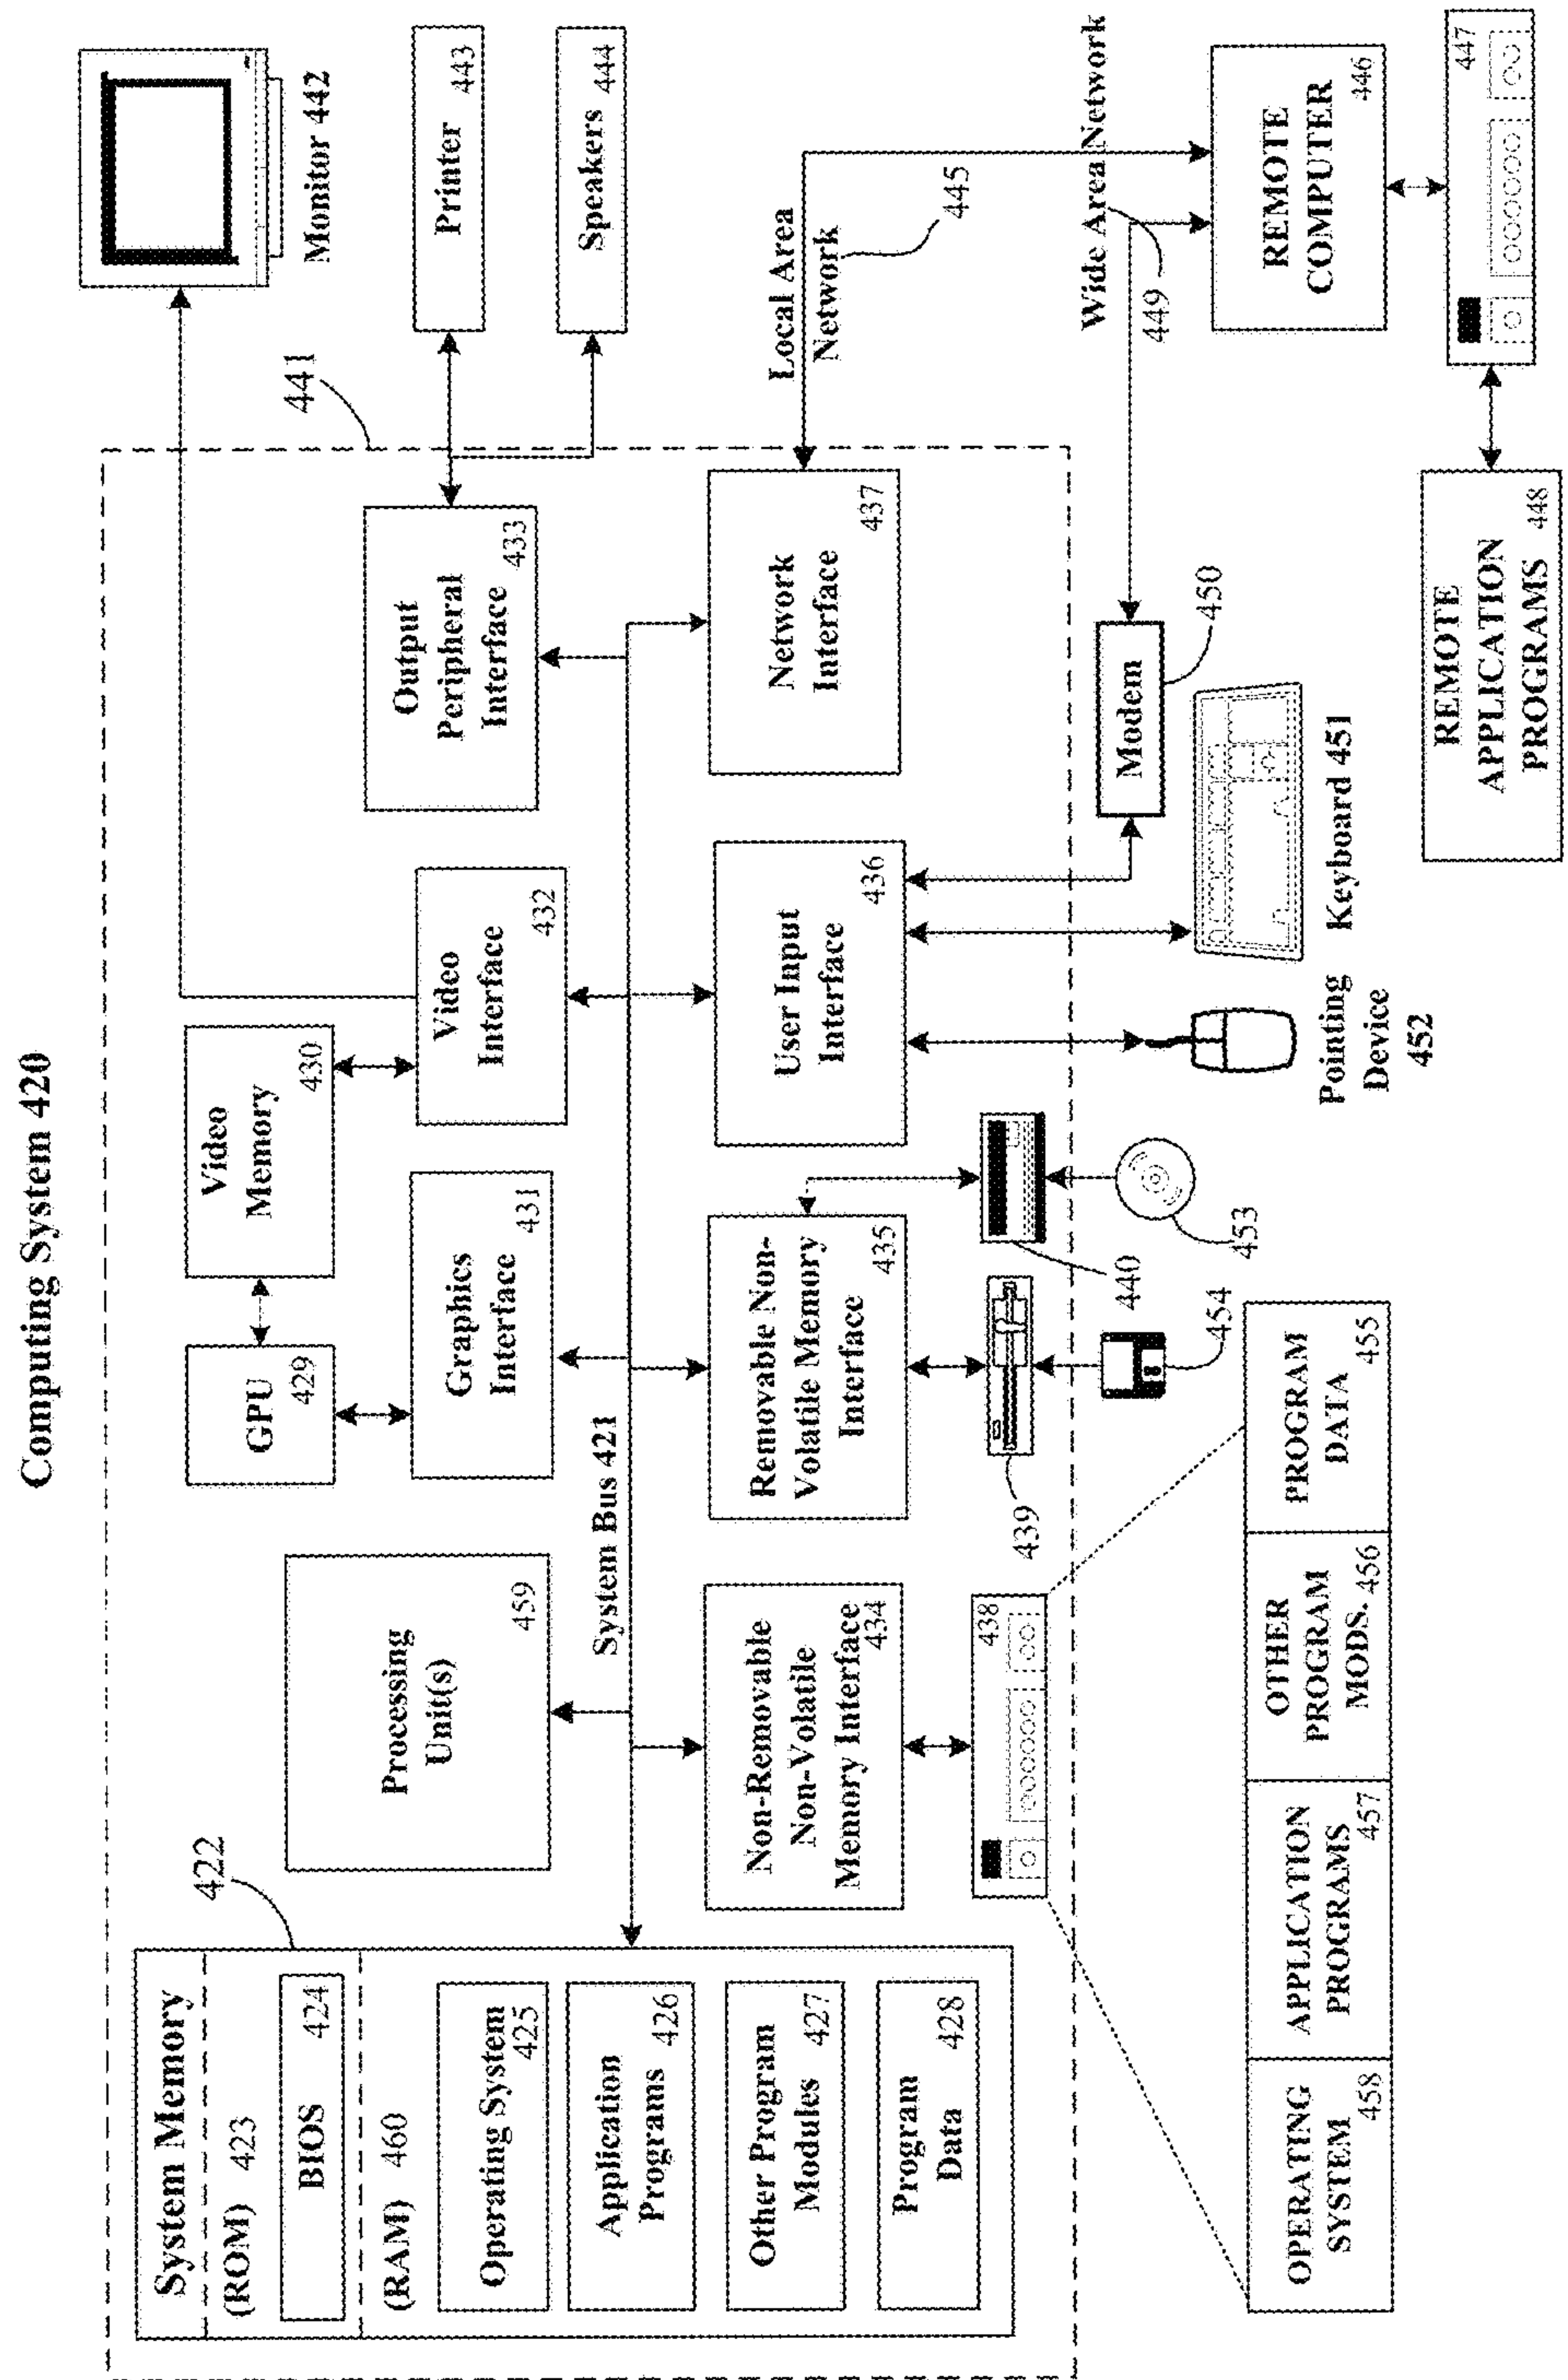 Computing System 420
System Memory
(ROM) 423
BIOS 424
(RAM) 460
Operating System
425
Application
Programs 426
Other Program
Modules 427
Program
Data 428
422
Processing
Unit(s)
459
GPU
429
Video
Memory
430
Graphics
Interface
431
Video
Interface
432
Output
Peripheral
Interface
433
System Bus 421
Non-Removable
Non-Volatile
Memory Interface
434
Removable Non-
Volatile Memory
Interface
435
User Input
Interface
436
Network
Interface
437
438
439
440
441
Monitor 442
Printer 443
Speakers 444
Local Area
Network
445
Wide Area Network
449
Modem
450
REMOTE
COMPUTER
446
447
REMOTE
APPLICATION
PROGRAMS 448
Keyboard 451
Pointing
Device
452
453
454
OPERATING
SYSTEM
458
APPLICATION
PROGRAMS
457
OTHER
PROGRAM
MODS. 456
PROGRAM
DATA
455